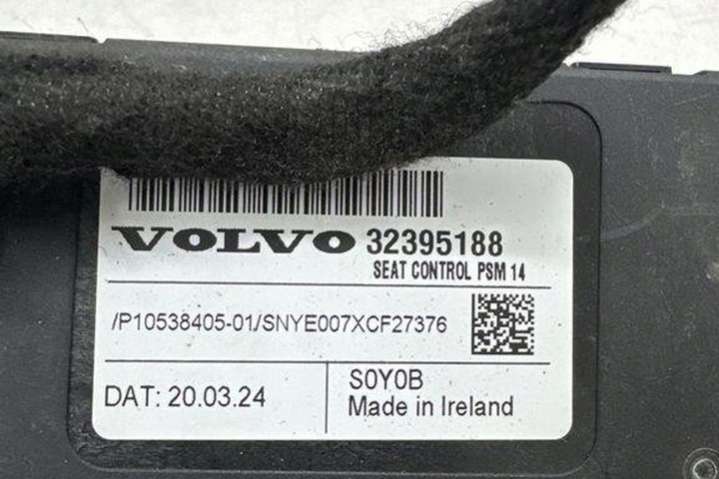 VOLVO 32395188
SEAT CONTROL PSM 14
/P10538405-01/SNYE007XCF27376
DAT: 20.03.24
S0Y0B
Made in Ireland